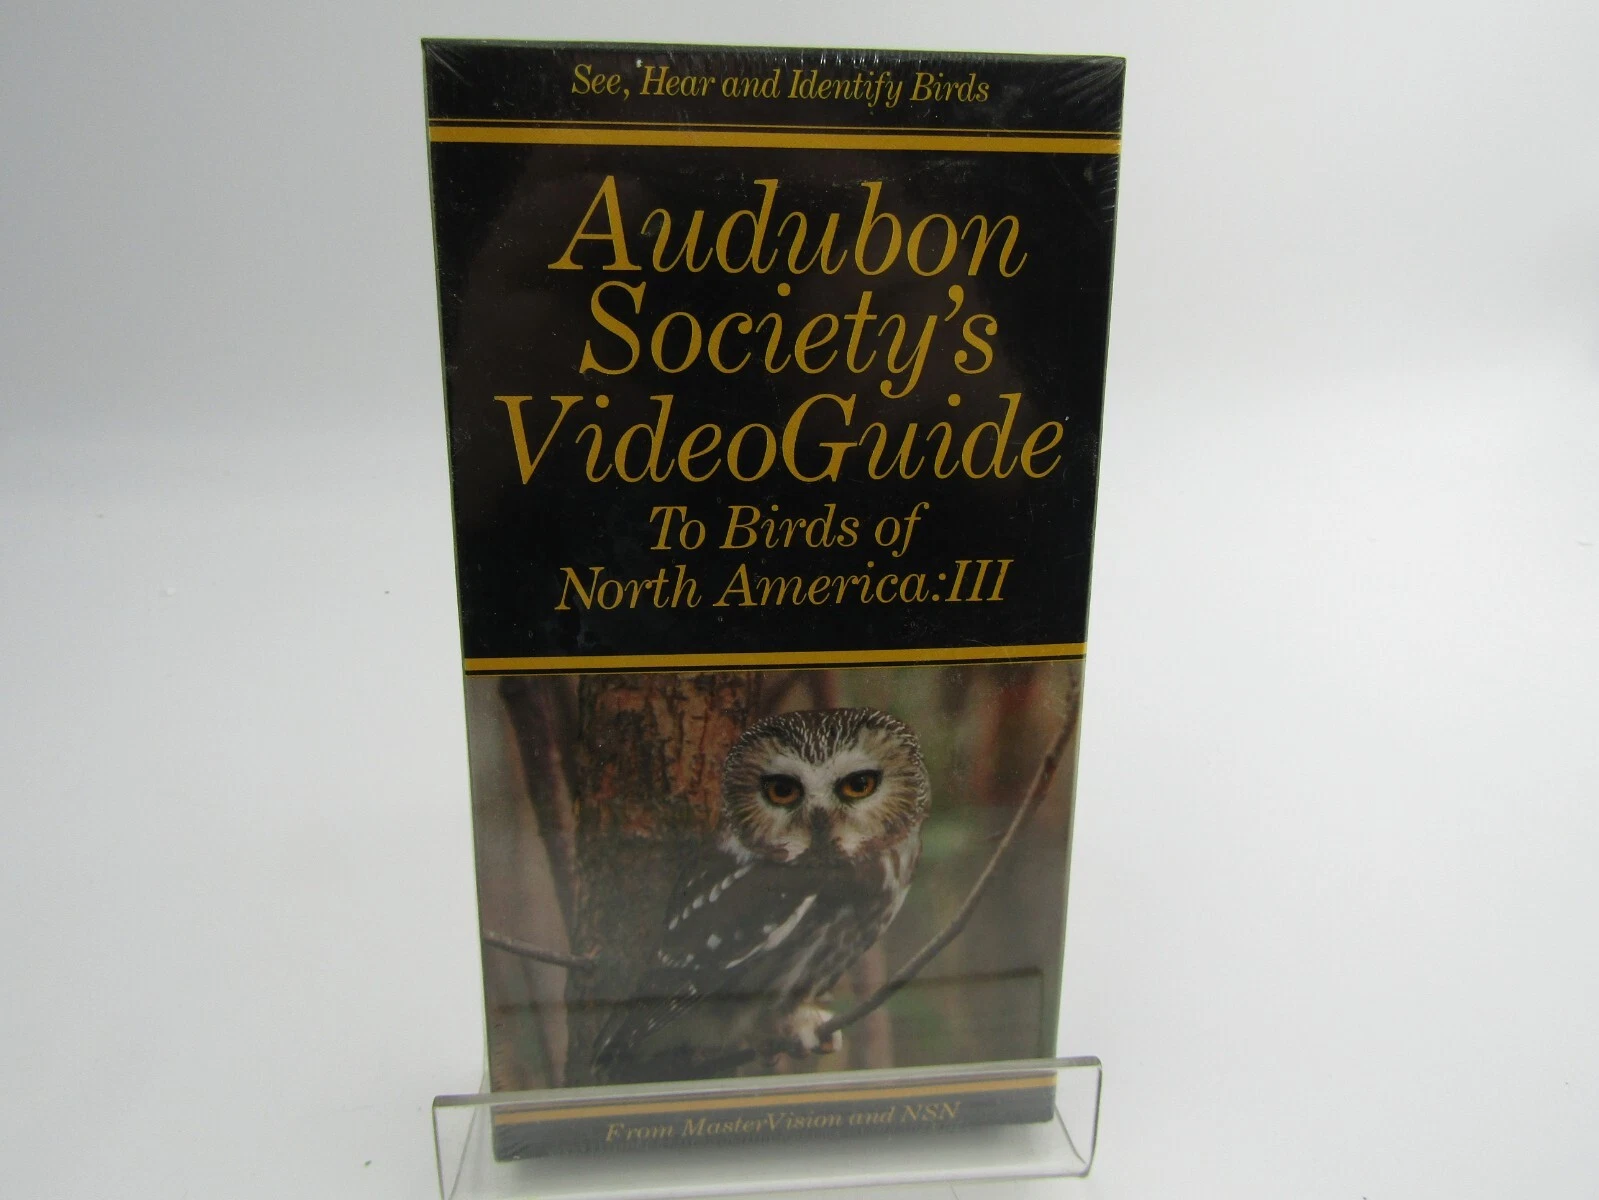 See, Hear and Identify Birds
Audubon
Society's
VideoGuide
To Birds of
North America:III
From MasterVision and NSN